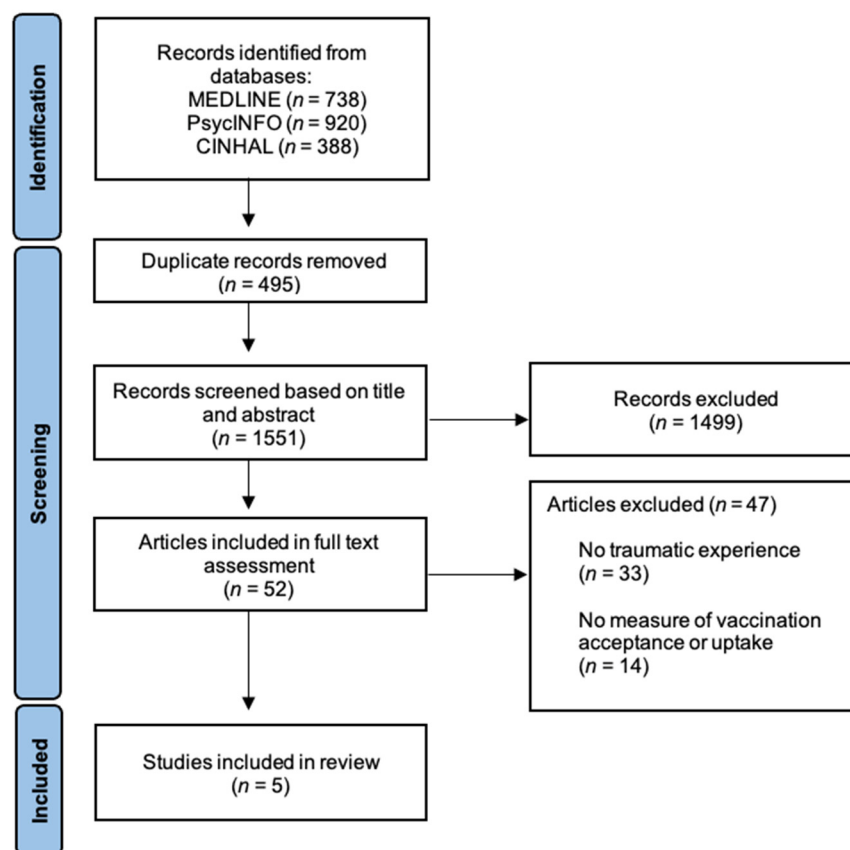 Identification
Records identified from
databases:
MEDLINE (n = 738)
PsycINFO (n = 920)
CINHAL (n = 388)
Screening
Duplicate records removed
(n = 495)
Records screened based on title
and abstract
(n = 1551)
Records excluded
(n = 1499)
Articles included in full text
assessment
(n = 52)
Articles excluded (n = 47)
No traumatic experience
(n = 33)
No measure of vaccination
acceptance or uptake
(n = 14)
Included
Studies included in review
(n = 5)